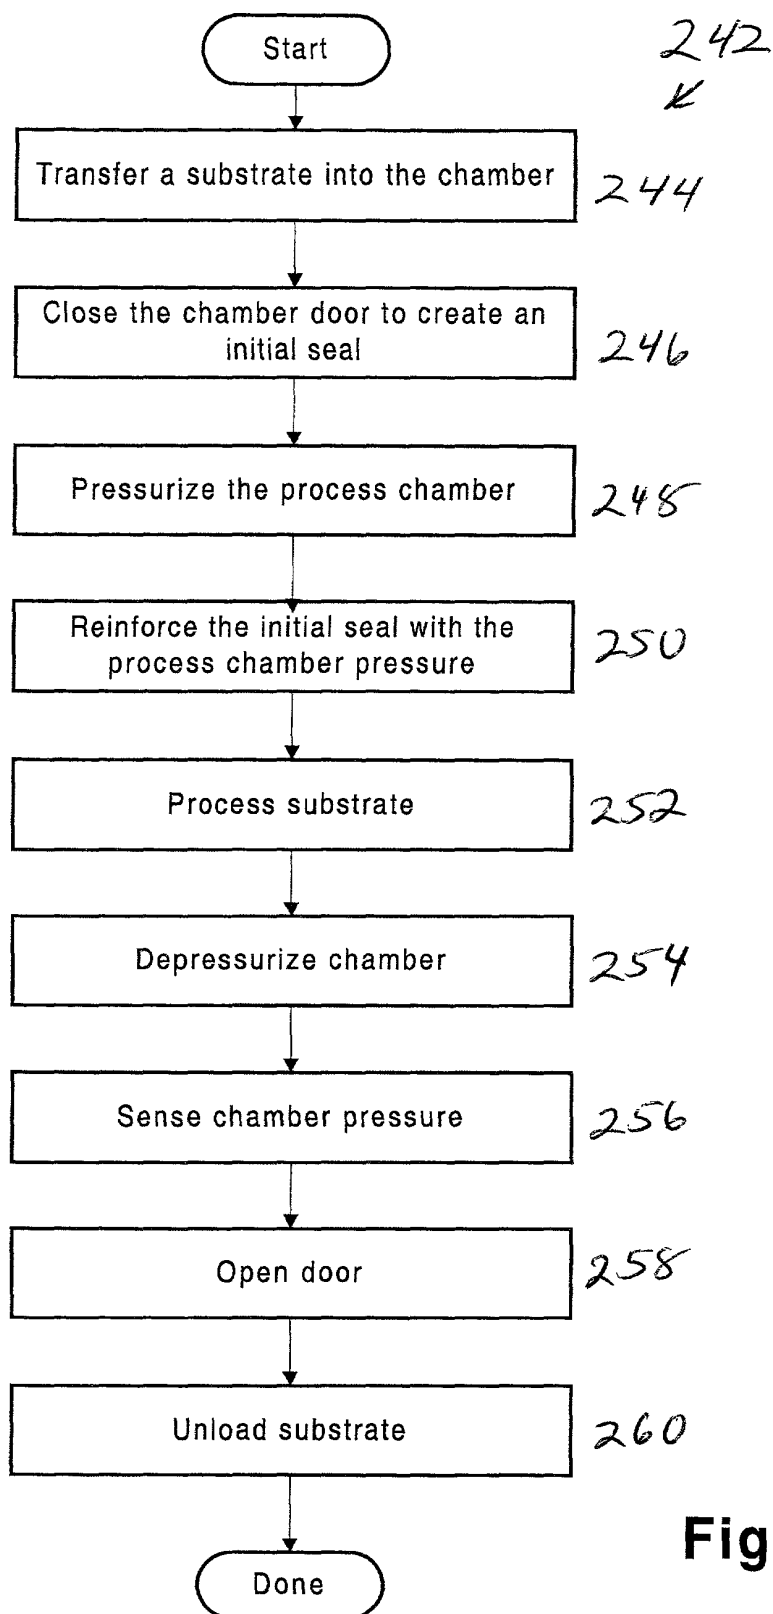 Start
242
Transfer a substrate into the chamber
244
Close the chamber door to create an
initial seal
246
Pressurize the process chamber
248
Reinforce the initial seal with the
process chamber pressure
250
Process substrate
252
Depressurize chamber
254
Sense chamber pressure
256
Open door
258
Unload substrate
260
Fig
Done